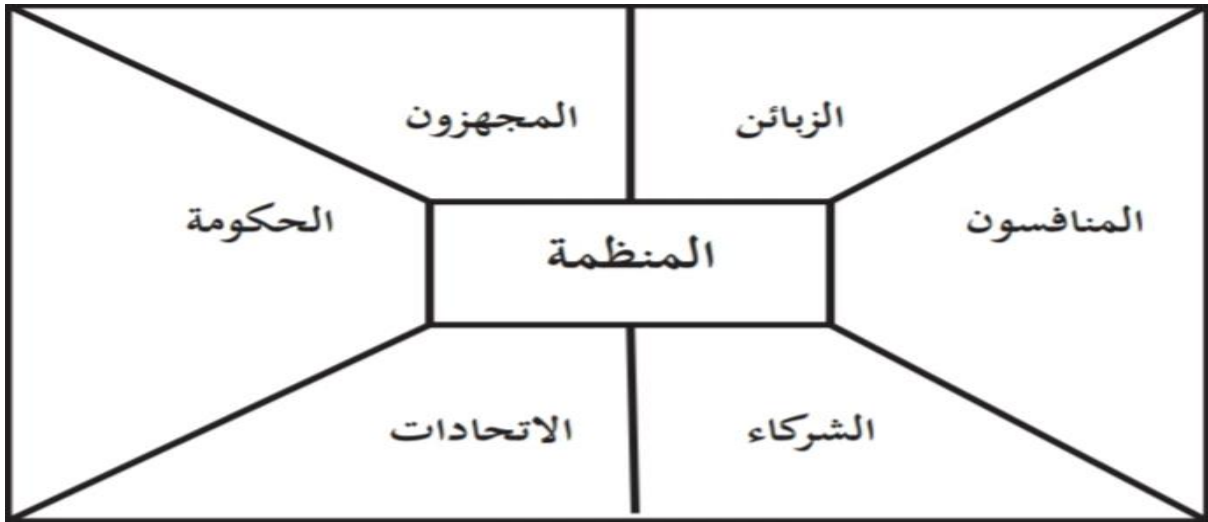 الزبائن
المجهزون
المنافسون
الحكومة
المنظمة
الشركاء
الاتحادات